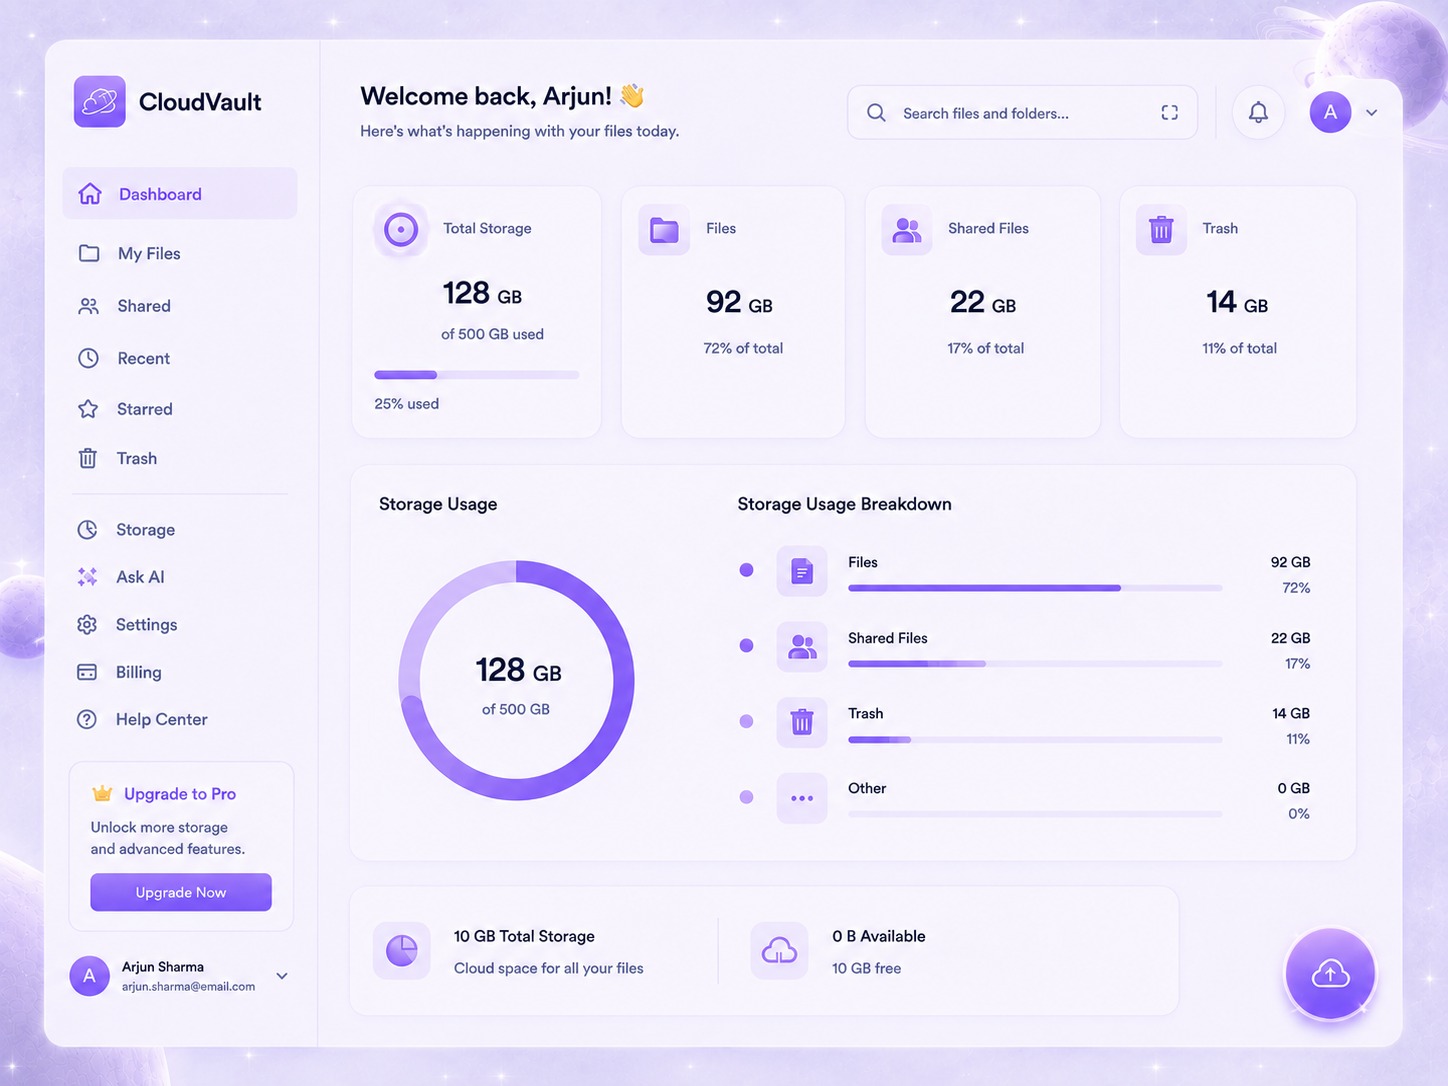 CloudVault
Dashboard
My Files
Shared
Recent
Starred
Trash
Storage
Ask AI
Settings
Billing
Help Center
Upgrade to Pro
Unlock more storage
and advanced features.
Upgrade Now
A
Arjun Sharma
arjun.sharma@email.com
Welcome back, Arjun! 👋
Here's what's happening with your files today.
Search files and folders...
A
Total Storage
128 GB
of 500 GB used
25% used
Files
92 GB
72% of total
Shared Files
22 GB
17% of total
Trash
14 GB
11% of total
Storage Usage
128 GB
of 500 GB
Storage Usage Breakdown
Files
92 GB
72%
Shared Files
22 GB
17%
Trash
14 GB
11%
Other
0 GB
0%
10 GB Total Storage
Cloud space for all your files
0 B Available
10 GB free